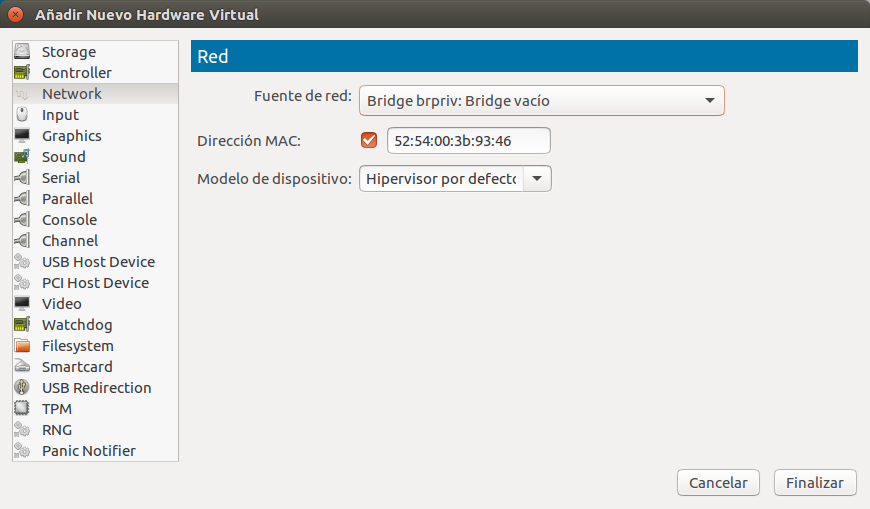 Añadir Nuevo Hardware Virtual
Storage
Controller
Network
Input
Graphics
Sound
Serial
Parallel
Console
Channel
USB Host Device
PCI Host Device
Video
Watchdog
Filesystem
Smartcard
USB Redirection
TPM
RNG
Panic Notifier
Red
Fuente de red: Bridge brpriv: Bridge vacío
Dirección MAC: 52:54:00:3b:93:46
Modelo de dispositivo: Hipervisor por defecto
Cancelar Finalizar